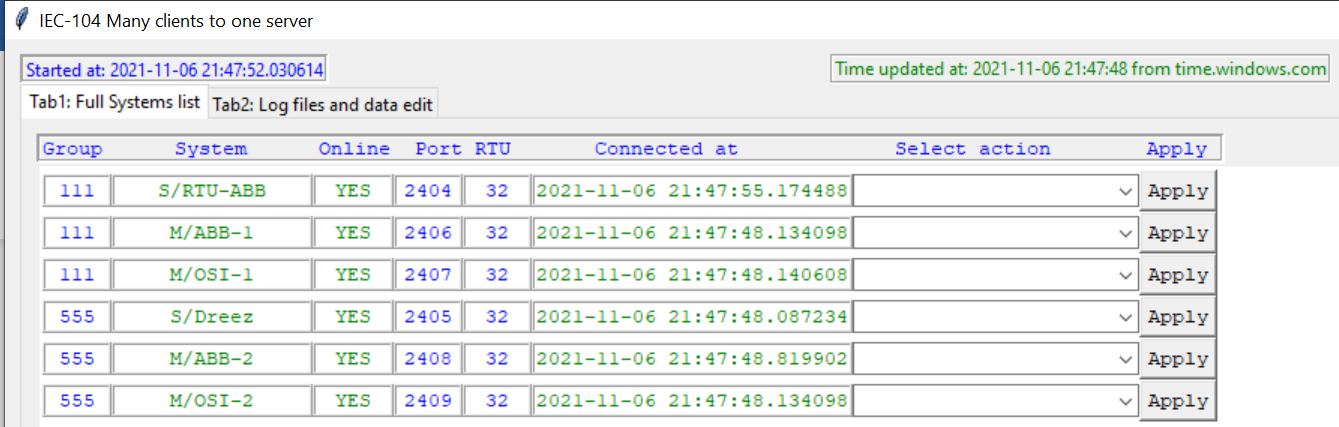 IEC-104 Many clients to one server
Started at: 2021-11-06 21:47:52.030614 Time updated at: 2021-11-06 21:47:48 from time.windows.com
Tab1: Full Systems list Tab2: Log files and data edit
Group System Online Port RTU Connected at Select action Apply
111 S/RTU-ABB YES 2404 32 2021-11-06 21:47:55.174488 Apply
111 M/ABB-1 YES 2406 32 2021-11-06 21:47:48.134098 Apply
111 M/OSI-1 YES 2407 32 2021-11-06 21:47:48.140608 Apply
555 S/Dreez YES 2405 32 2021-11-06 21:47:48.087234 Apply
555 M/ABB-2 YES 2408 32 2021-11-06 21:47:48.819902 Apply
555 M/OSI-2 YES 2409 32 2021-11-06 21:47:48.134098 Apply